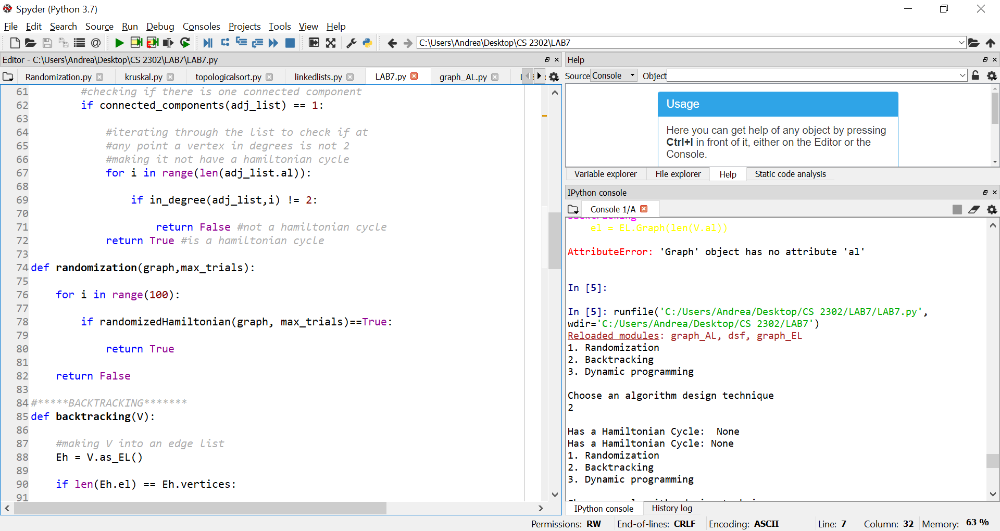 Spyder (Python 3.7)
File Edit Search Source Run Debug Consoles Projects Tools View Help
C:\Users\Andrea\Desktop\CS 2302\LAB7
Editor - C:\Users\Andrea\Desktop\CS 2302\LAB7\LAB7.py
Randomization.py kruskal.py topologicalsort.py linkedlists.py LAB7.py graph_AL.py
61 #checking if there is one connected component
62 if connected_components(adj_list) == 1:
63
64 #iterating through the list to check if at
65 #any point a vertex in degrees is not 2
66 #making it not have a hamiltonian cycle
67 for i in range(len(adj_list.al)):
68
69 if in_degree(adj_list,i) != 2:
70
71 return False #not a hamiltonian cycle
72 return True #is a hamiltonian cycle
73
74 def randomization(graph,max_trials):
75
76 for i in range(100):
77
78 if randomizedHamiltonian(graph, max_trials)==True:
79
80 return True
81
82 return False
83
84 #*****BACKTRACKING*******
85 def backtracking(V):
86
87 #making V into an edge list
88 Eh = V.as_EL()
89
90 if len(Eh.el) == Eh.vertices:
91
Help
Source Console Object
Usage
Here you can get help of any object by pressing
Ctrl+I in front of it, either on the Editor or the
Console.
Variable explorer File explorer Help Static code analysis
IPython console
Console 1/A
backtracking
el = EL.Graph(len(V.al))
AttributeError: 'Graph' object has no attribute 'al'
In [5]:
In [5]: runfile('C:/Users/Andrea/Desktop/CS 2302/LAB7/LAB7.py',
wdir='C:/Users/Andrea/Desktop/CS 2302/LAB7')
Reloaded modules: graph_AL, dsf, graph_EL
1. Randomization
2. Backtracking
3. Dynamic programming
Choose an algorithm design technique
2
Has a Hamiltonian Cycle:  None
Has a Hamiltonian Cycle: None
1. Randomization
2. Backtracking
3. Dynamic programming
IPython console History log
Permissions: RW End-of-lines: CRLF Encoding: ASCII Line: 7 Column: 32 Memory: 63 %